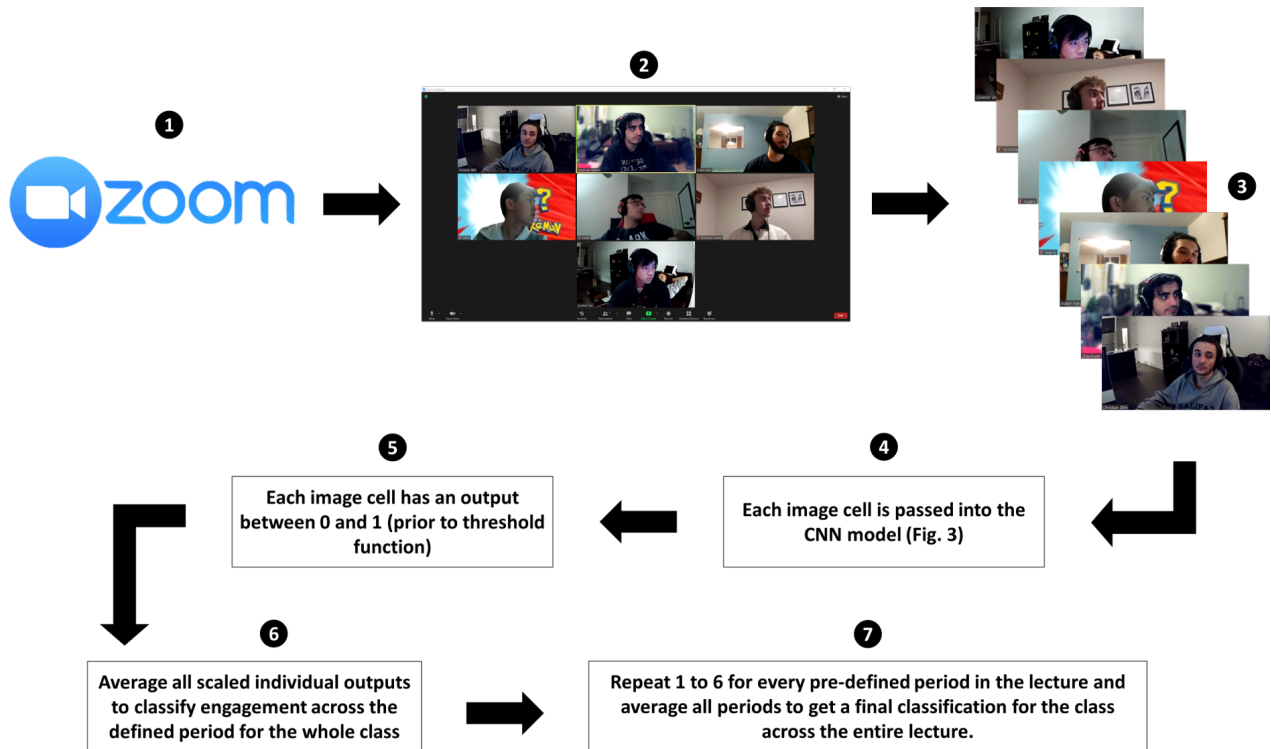 1
zoom
2
3
Christian Zein
4
Each image cell is passed into the
CNN model (Fig. 3)
5
Each image cell has an output
between 0 and 1 (prior to threshold
function)
6
Average all scaled individual outputs
to classify engagement across the
defined period for the whole class
7
Repeat 1 to 6 for every pre-defined period in the lecture and
average all periods to get a final classification for the class
across the entire lecture.